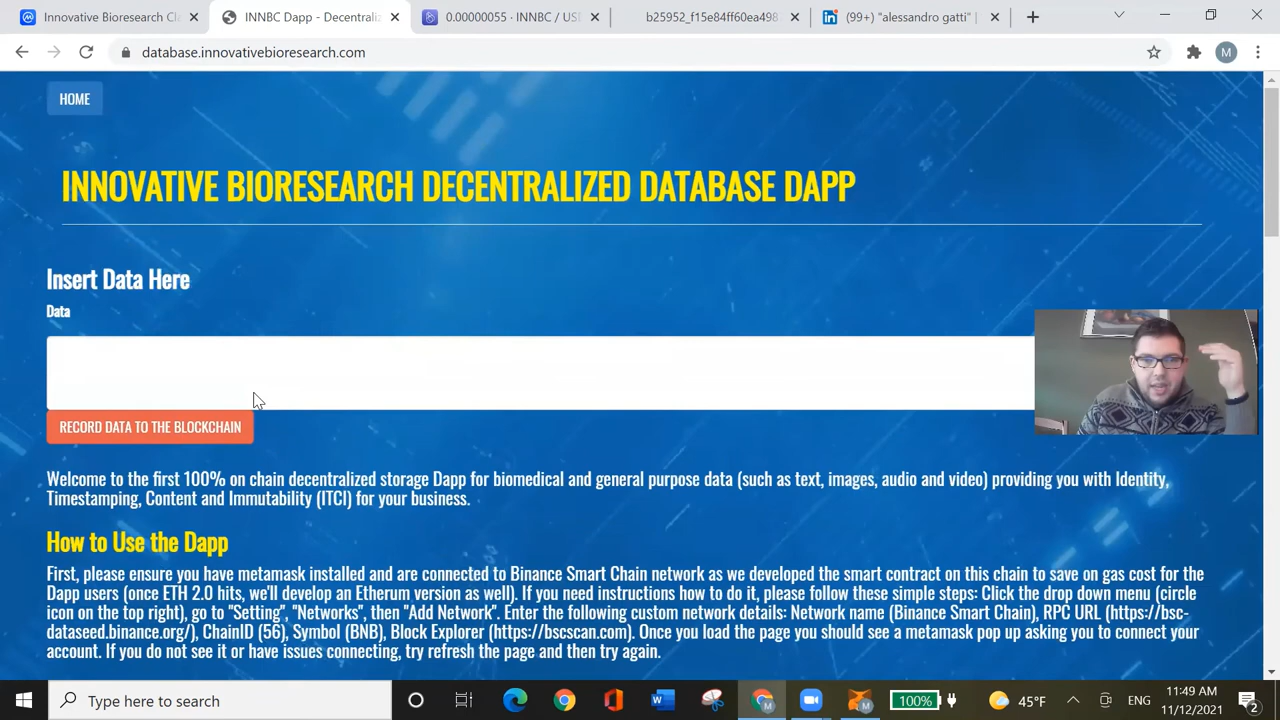 Innovative Bioresearch Cl
INNBC Dapp - Decentraliz
0.00000055 · INNBC / US
b25952_f15e84ff60ea498
(99+) "alessandro gatti" |
database.innovativebioresearch.com
M
HOME
INNOVATIVE BIORESEARCH DECENTRALIZED DATABASE DAPP
Insert Data Here
Data
RECORD DATA TO THE BLOCKCHAIN
Welcome to the first 100% on chain decentralized storage Dapp for biomedical and general purpose data (such as text, images, audio and video) providing you with Identity,
Timestamping, Content and Immutability (ITCI) for your business.
How to Use the Dapp
First, please ensure you have metamask installed and are connected to Binance Smart Chain network as we developed the smart contract on this chain to save on gas cost for the
Dapp users (once ETH 2.0 hits, we'll develop an Etherum version as well). If you need instructions how to do it, please follow these simple steps: Click the drop down menu (circle
icon on the top right), go to "Setting", "Networks", then "Add Network". Enter the following custom network details: Network name (Binance Smart Chain), RPC URL (https://bsc-
dataseed.binance.org/), ChainID (56), Symbol (BNB), Block Explorer (https://bscscan.com). Once you load the page you should see a metamask pop up asking you to connect your
account. If you do not see it or have issues connecting, try refresh the page and then try again.
Type here to search
100%
45°F
ENG
11:49 AM
11/12/2021
2